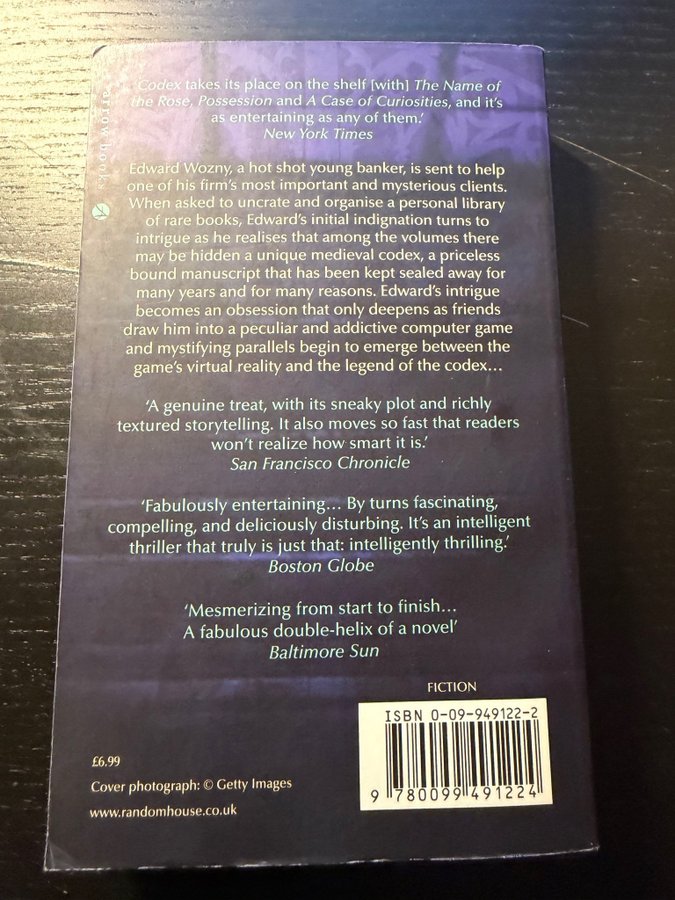 arrow books
‘Codex takes its place on the shelf [with] The Name of
the Rose, Possession and A Case of Curiosities, and it’s
as entertaining as any of them.’
New York Times
Edward Wozny, a hot shot young banker, is sent to help
one of his firm’s most important and mysterious clients.
When asked to uncrate and organise a personal library
of rare books, Edward’s initial indignation turns to
intrigue as he realises that among the volumes there
may be hidden a unique medieval codex, a priceless
bound manuscript that has been kept sealed away for
many years and for many reasons. Edward’s intrigue
becomes an obsession that only deepens as friends
draw him into a peculiar and addictive computer game
and mystifying parallels begin to emerge between the
game’s virtual reality and the legend of the codex…
‘A genuine treat, with its sneaky plot and richly
textured storytelling. It also moves so fast that readers
won’t realize how smart it is.’
San Francisco Chronicle
‘Fabulously entertaining… By turns fascinating,
compelling, and deliciously disturbing. It’s an intelligent
thriller that truly is just that: intelligently thrilling.’
Boston Globe
‘Mesmerizing from start to finish…
A fabulous double-helix of a novel’
Baltimore Sun
FICTION
ISBN 0-09-949122-2
9 780099 491224
£6.99
Cover photograph: © Getty Images
www.randomhouse.co.uk